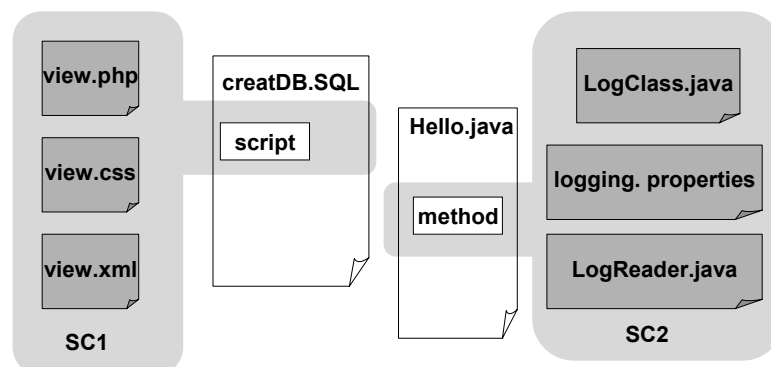 view.php
view.css
view.xml
SC1
creatDB.SQL
script
Hello.java
method
LogClass.java
logging. properties
LogReader.java
SC2